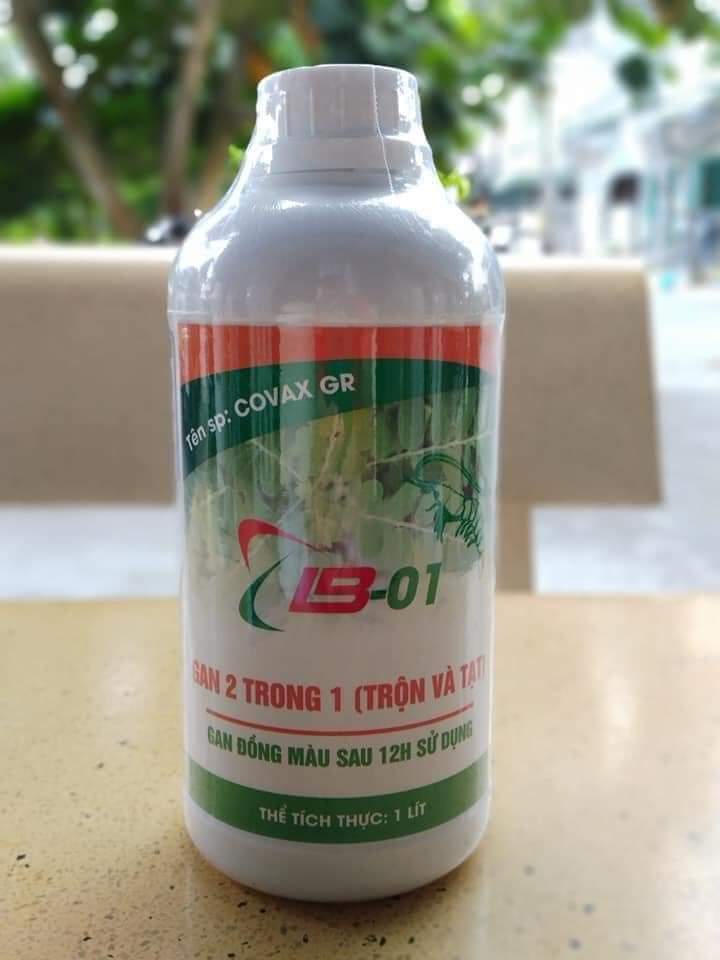 Tên sp: COVAX GR
LB-01
GAN 2 TRONG 1 (TRỘN VÀ TẠT)
GAN ĐỒNG MÀU SAU 12H SỬ DỤNG
THỂ TÍCH THỰC: 1 LÍT